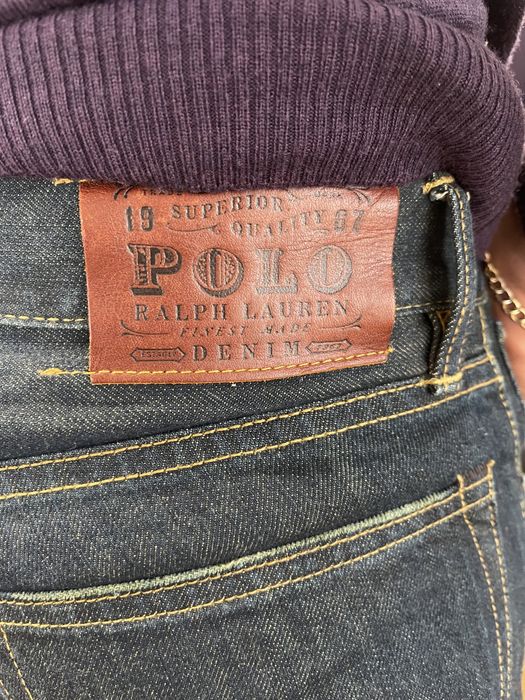 19 SUPERIOR QUALITY 67
POLO
RALPH LAUREN
FINEST MADE
DENIM